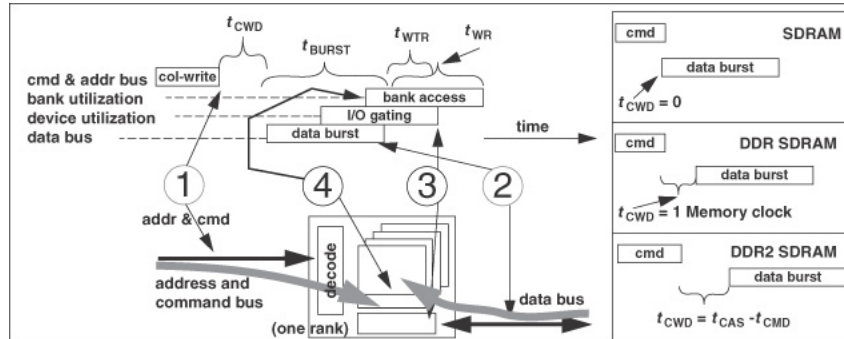 tCWD
tBURST
tWTR
tWR
cmd & addr bus
col-write
bank utilization
bank access
device utilization
I/O gating
data bus
data burst
time
1
4
3
2
addr & cmd
decode
address and
command bus
data bus
(one rank)
cmd
SDRAM
data burst
tCWD = 0
cmd
DDR SDRAM
data burst
tCWD = 1 Memory clock
cmd
DDR2 SDRAM
data burst
tCWD = tCAS -tCMD